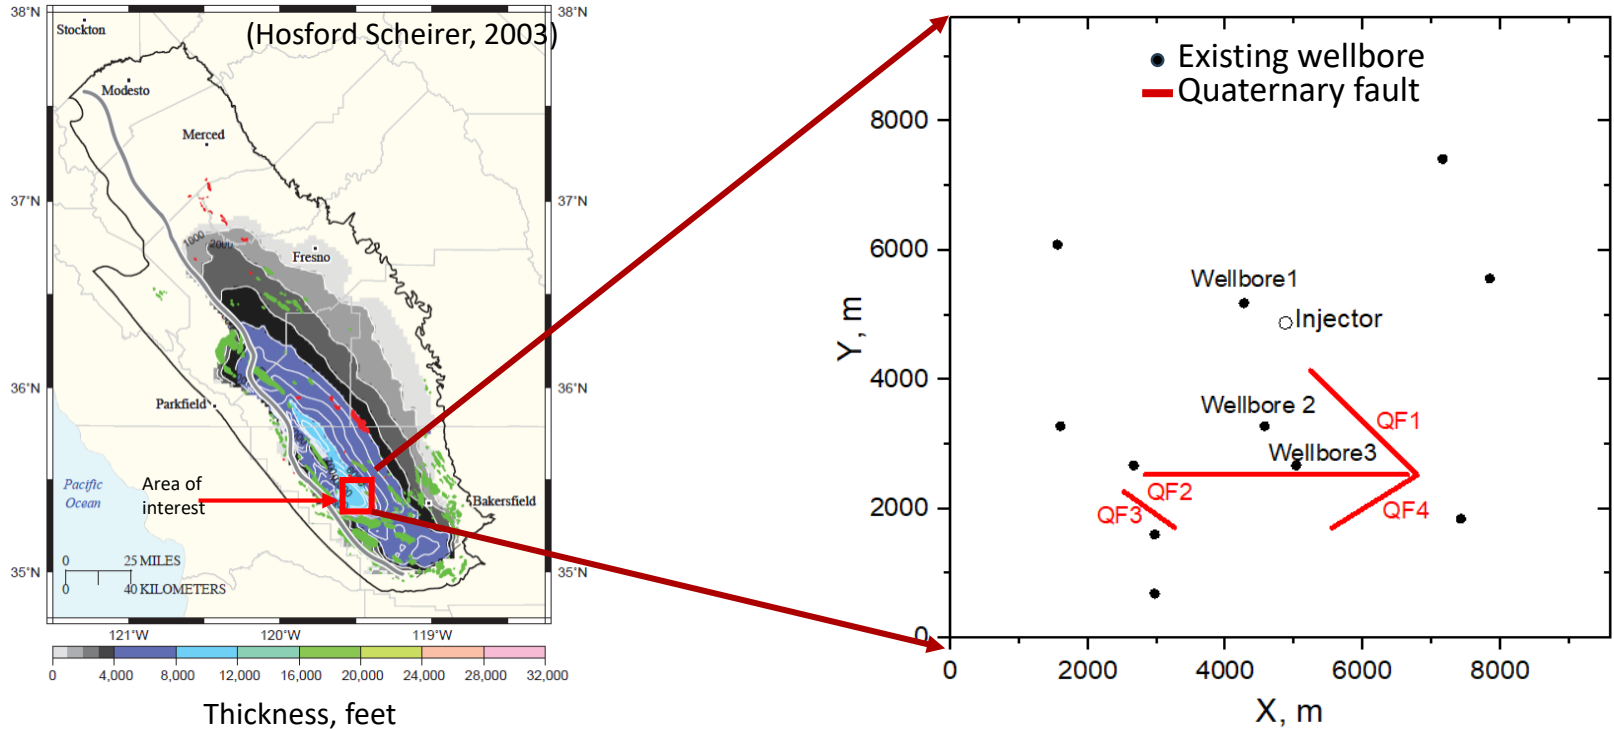 38°N
38°N
Stockton
(Hosford Scheirer, 2003)
Modesto
Merced
37°N
37°N
1000
2000
Fresno
36°N
36°N
Parkfield
Pacific
Ocean
Area of
interest
Bakersfield
0 25 MILES
0 40 KILOMETERS
35°N
35°N
121°W 120°W 119°W
0 4,000 8,000 12,000 16,000 20,000 24,000 28,000 32,000
Thickness, feet
Existing wellbore
Quaternary fault
8000
6000
Wellbore1
Injector
Y, m
4000
Wellbore 2
QF1
Wellbore3
QF2
2000
QF3
QF4
0
0 2000 4000 6000 8000
X, m